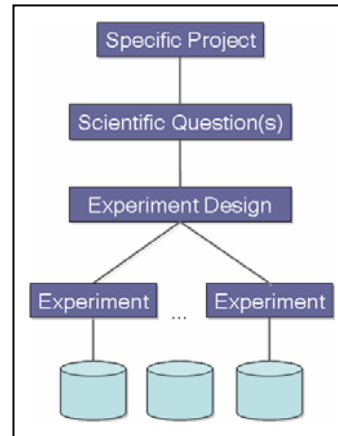 Specific Project
Scientific Question(s)
Experiment Design
Experiment ... Experiment